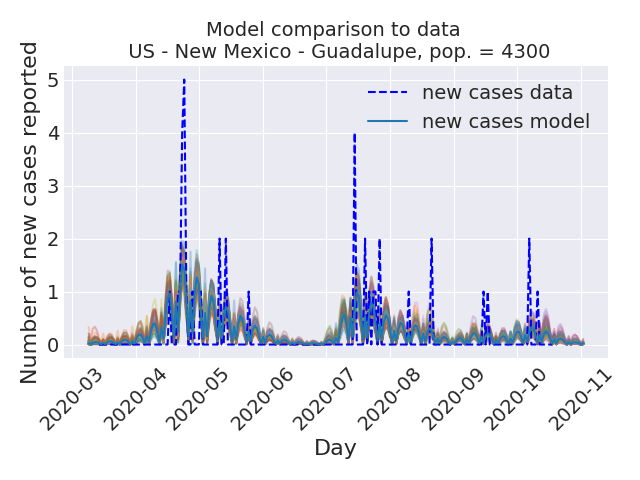 Model comparison to data
US - New Mexico - Guadalupe, pop. = 4300
new cases data
new cases model
Number of new cases reported
5
4
3
2
1
0
2020-03
2020-04
2020-05
2020-06
2020-07
2020-08
2020-09
2020-10
2020-11
Day